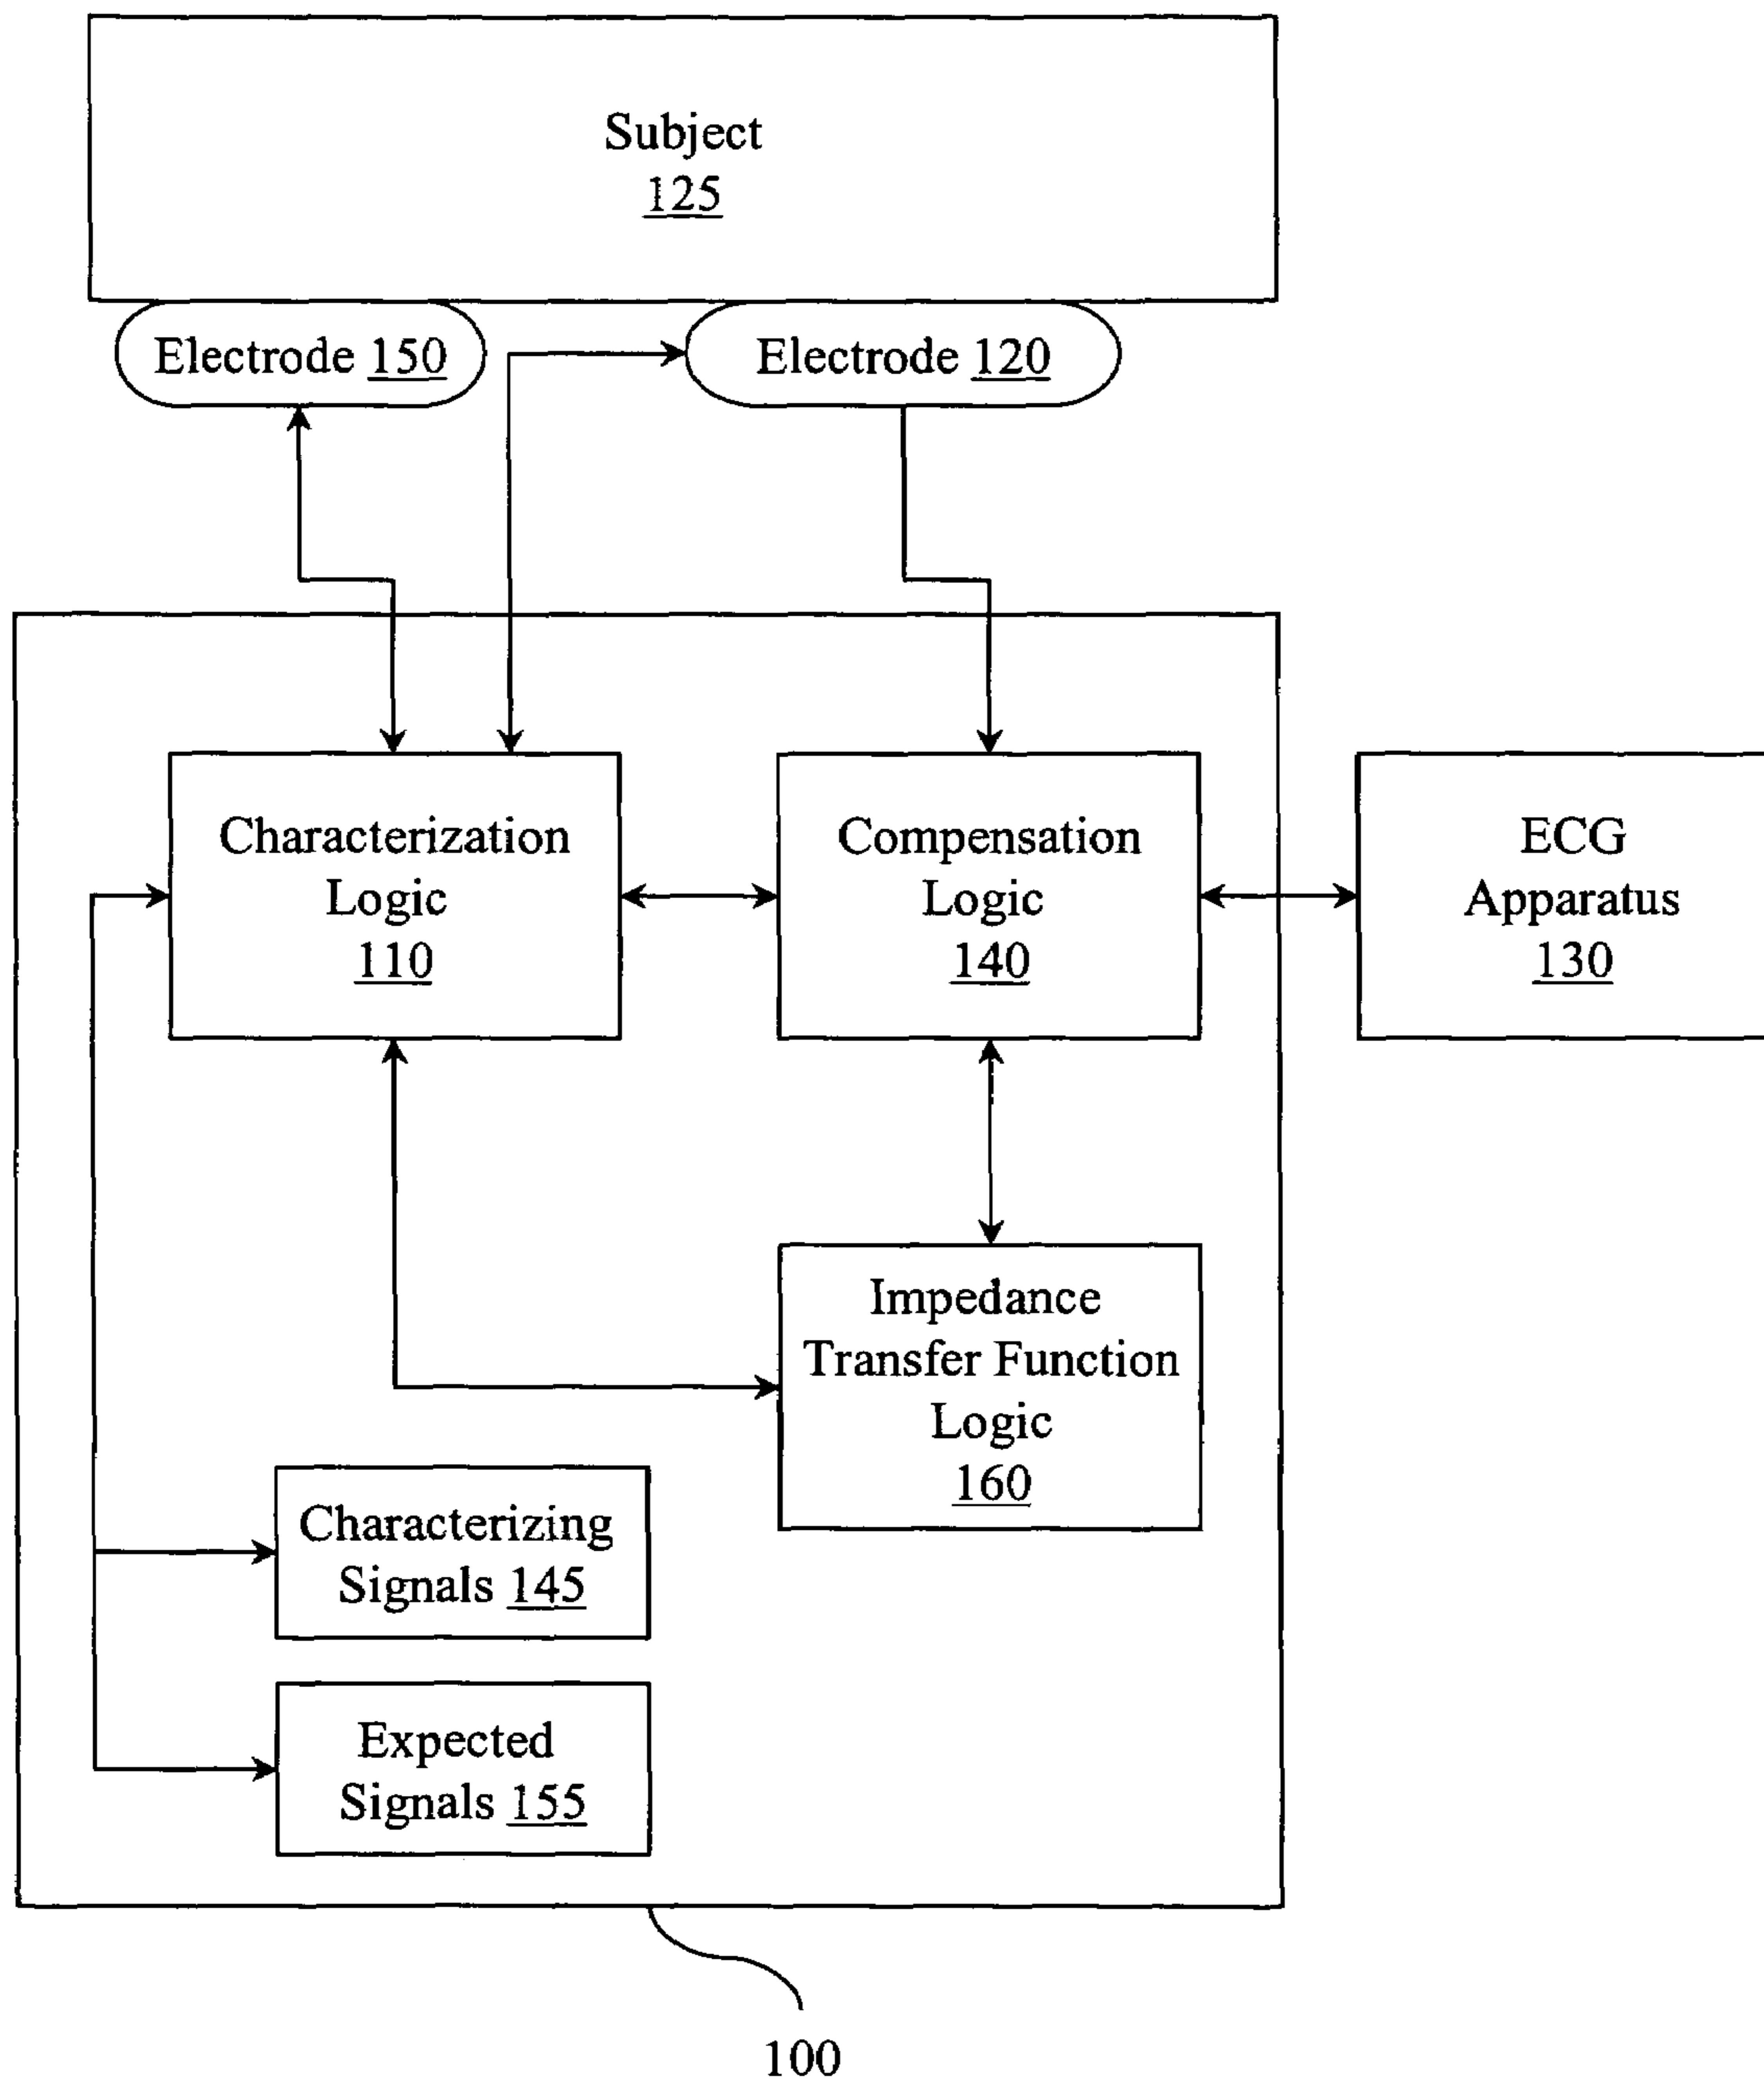 Subject
125
Electrode 150
Electrode 120
Characterization
Logic
110
Compensation
Logic
140
ECG
Apparatus
130
Impedance
Transfer Function
Logic
160
Characterizing
Signals 145
Expected
Signals 155
100